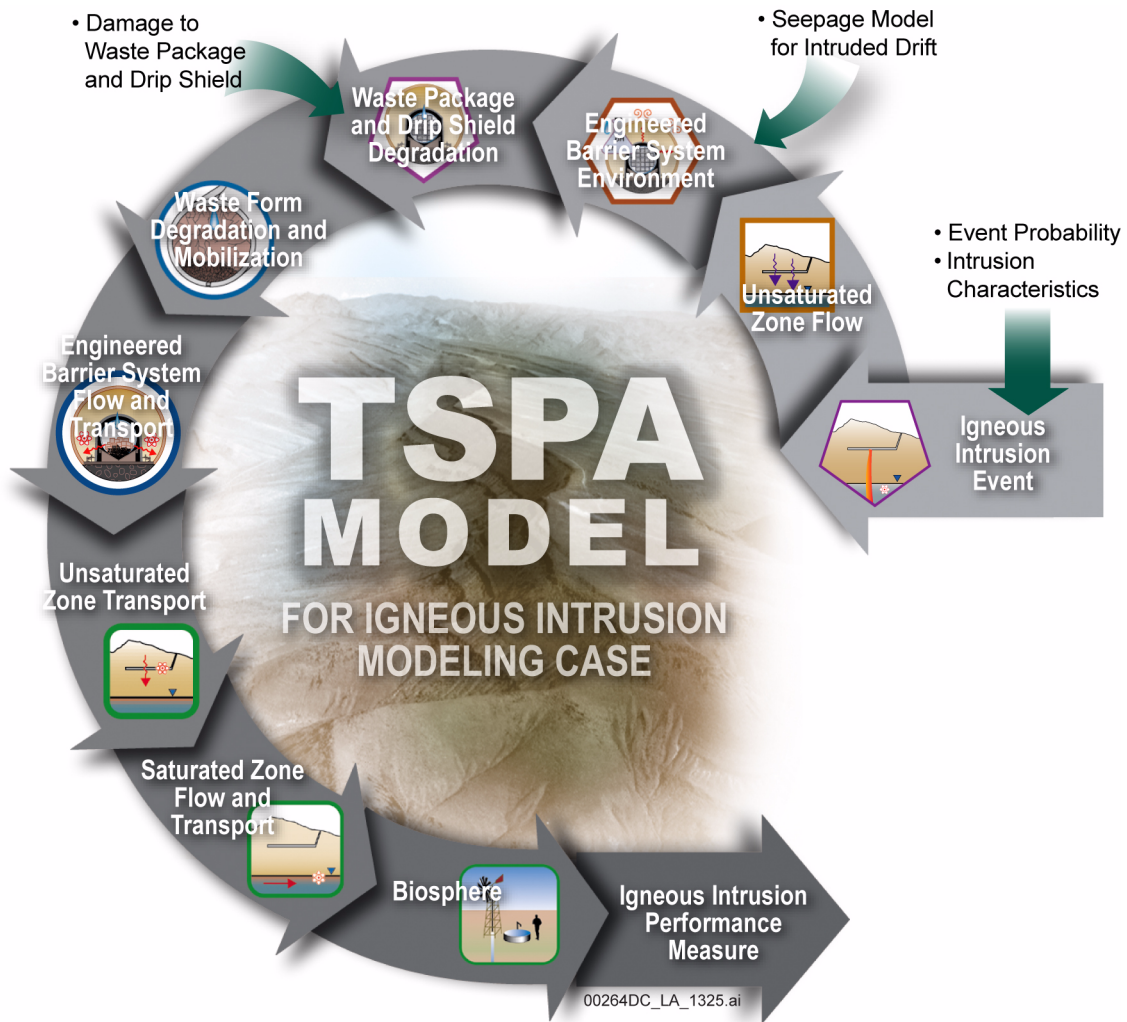 • Damage to
Waste Package
and Drip Shield
• Seepage Model
for Intruded Drift
• Event Probability
• Intrusion
Characteristics
Igneous
Intrusion
Event
Unsaturated
Zone Flow
Engineered
Barrier System
Environment
Waste Package
and Drip Shield
Degradation
Waste Form
Degradation and
Mobilization
Engineered
Barrier System
Flow and
Transport
Unsaturated
Zone Transport
Saturated Zone
Flow and
Transport
Biosphere
Igneous Intrusion
Performance
Measure
TSPA
MODEL
FOR IGNEOUS INTRUSION
MODELING CASE
00264DC_LA_1325.ai